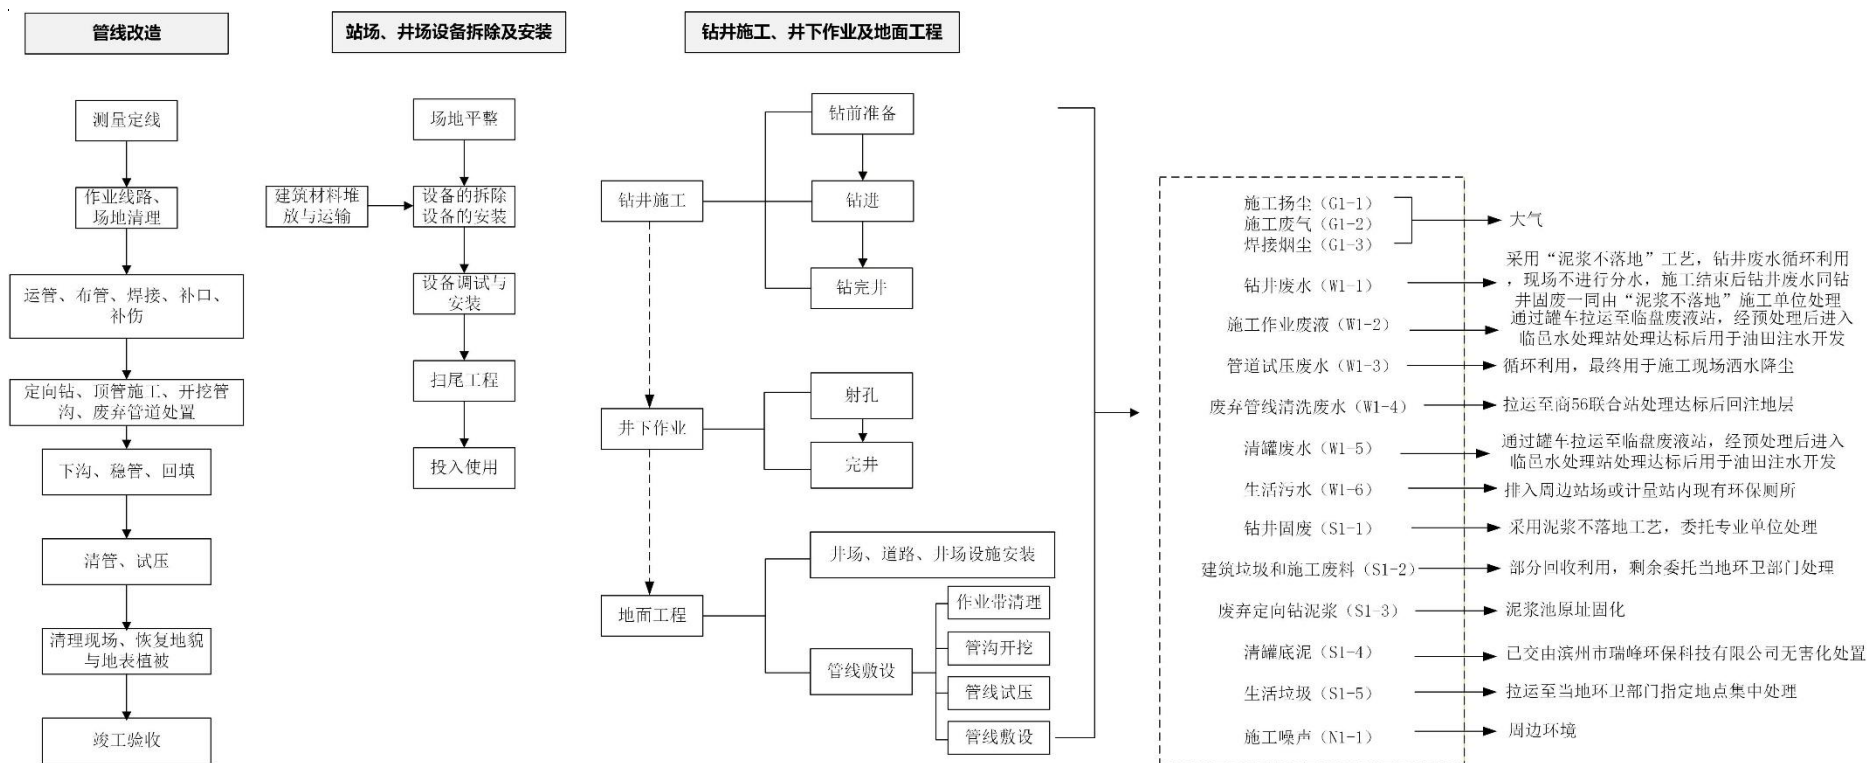 管线改造
站场、井场设备拆除及安装
钻井施工、井下作业及地面工程
测量定线
作业线路、
场地清理
运管、布管、焊接、补口、
补伤
定向钻、顶管施工、开挖管
沟、废弃管道处置
下沟、稳管、回填
清管、试压
清理现场、恢复地貌
与地表植被
竣工验收
场地平整
建筑材料堆
放与运输
设备的拆除
设备的安装
设备调试与
安装
扫尾工程
投入使用
钻井施工
钻前准备
钻进
钻完井
井下作业
射孔
完井
地面工程
井场、道路、井场设施安装
管线敷设
作业带清理
管沟开挖
管线试压
管线敷设
施工扬尘（G1-1）
施工废气（G1-2）
焊接烟尘（G1-3）
大气
钻井废水（W1-1）
采用“泥浆不落地”工艺，钻井废水循环利用
，现场不进行分水，施工结束后钻井废水同钻
井固废一同由“泥浆不落地”施工单位处理
施工作业废液（W1-2）
通过罐车拉运至临盘废液站，经预处理后进入
临邑水处理站处理达标后用于油田注水开发
管道试压废水（W1-3）
循环利用，最终用于施工现场洒水降尘
废弃管线清洗废水（W1-4）
拉运至商56联合站处理达标后回注地层
清罐废水（W1-5）
通过罐车拉运至临盘废液站，经预处理后进入
临邑水处理站处理达标后用于油田注水开发
生活污水（W1-6）
排入周边站场或计量站内现有环保厕所
钻井固废（S1-1）
采用泥浆不落地工艺，委托专业单位处理
建筑垃圾和施工废料（S1-2）
部分回收利用，剩余委托当地环卫部门处理
废弃定向钻泥浆（S1-3）
泥浆池原址固化
清罐底泥（S1-4）
已交由滨州市瑞峰环保科技有限公司无害化处置
生活垃圾（S1-5）
拉运至当地环卫部门指定地点集中处理
施工噪声（N1-1）
周边环境